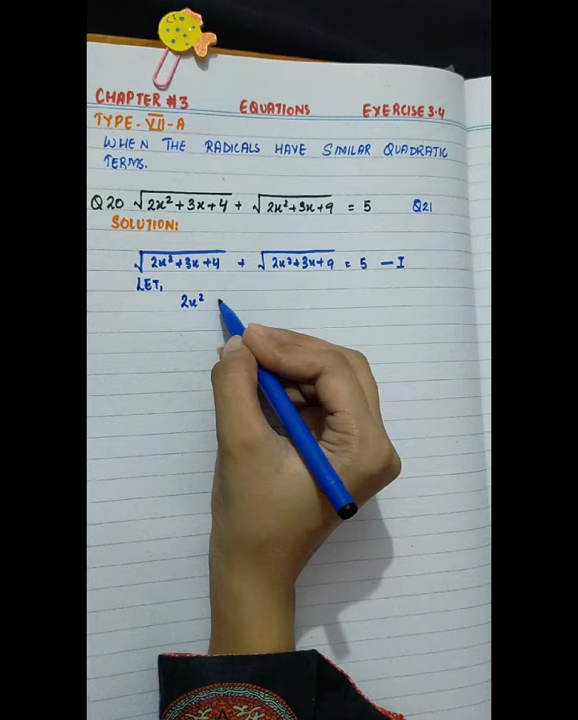 CHAPTER #3 EQUATIONS EXERCISE 3.4
TYPE-VII-A
WHEN THE RADICALS HAVE SIMILAR QUADRATIC
TERMS.
Q20 √2x²+3x+4 + √2x²+3x+9 = 5 Q21
SOLUTION:
√2x²+3x+4 + √2x²+3x+9 = 5 —I
LET,
2x²